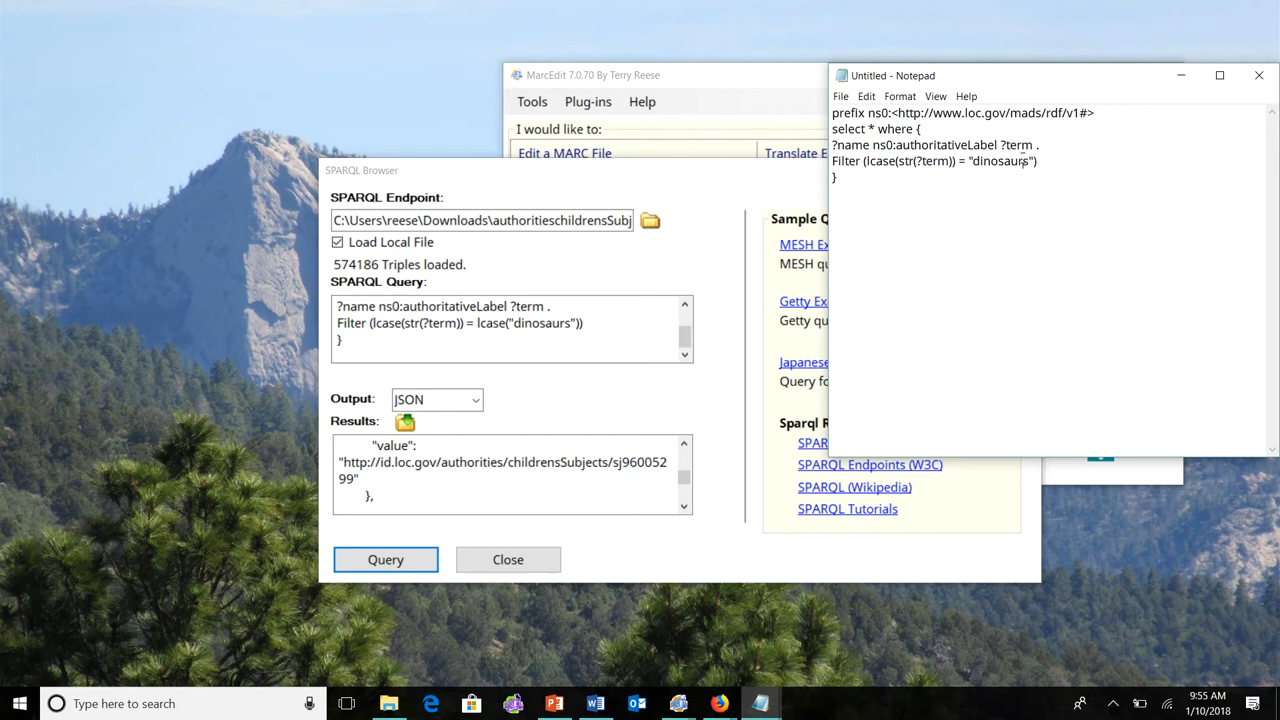 MarcEdit 7.0.70 By Terry Reese
Tools Plug-ins Help
I would like to:
Edit a MARC File
Translate
SPARQL Browser
SPARQL Endpoint:
C:\Users\reese\Downloads\authoritieschildrensSubj
Load Local File
574186 Triples loaded.
SPARQL Query:
?name ns0:authoritativeLabel ?term .
Filter (lcase(str(?term)) = lcase("dinosaurs"))
}
Output: JSON
Results:
"value":
"http://id.loc.gov/authorities/childrensSubjects/sj960052
99"
},
Query Close
Sample Q
MESH Ex
MESH qu
Getty Ex
Getty qu
Japanese
Query fo
Sparql R
SPAR
SPARQL Endpoints (W3C)
SPARQL (Wikipedia)
SPARQL Tutorials
Untitled - Notepad
File Edit Format View Help
prefix ns0:<http://www.loc.gov/mads/rdf/v1#>
select * where {
?name ns0:authoritativeLabel ?term .
Filter (lcase(str(?term)) = "dinosaurs")
}
Type here to search
9:55 AM
1/10/2018